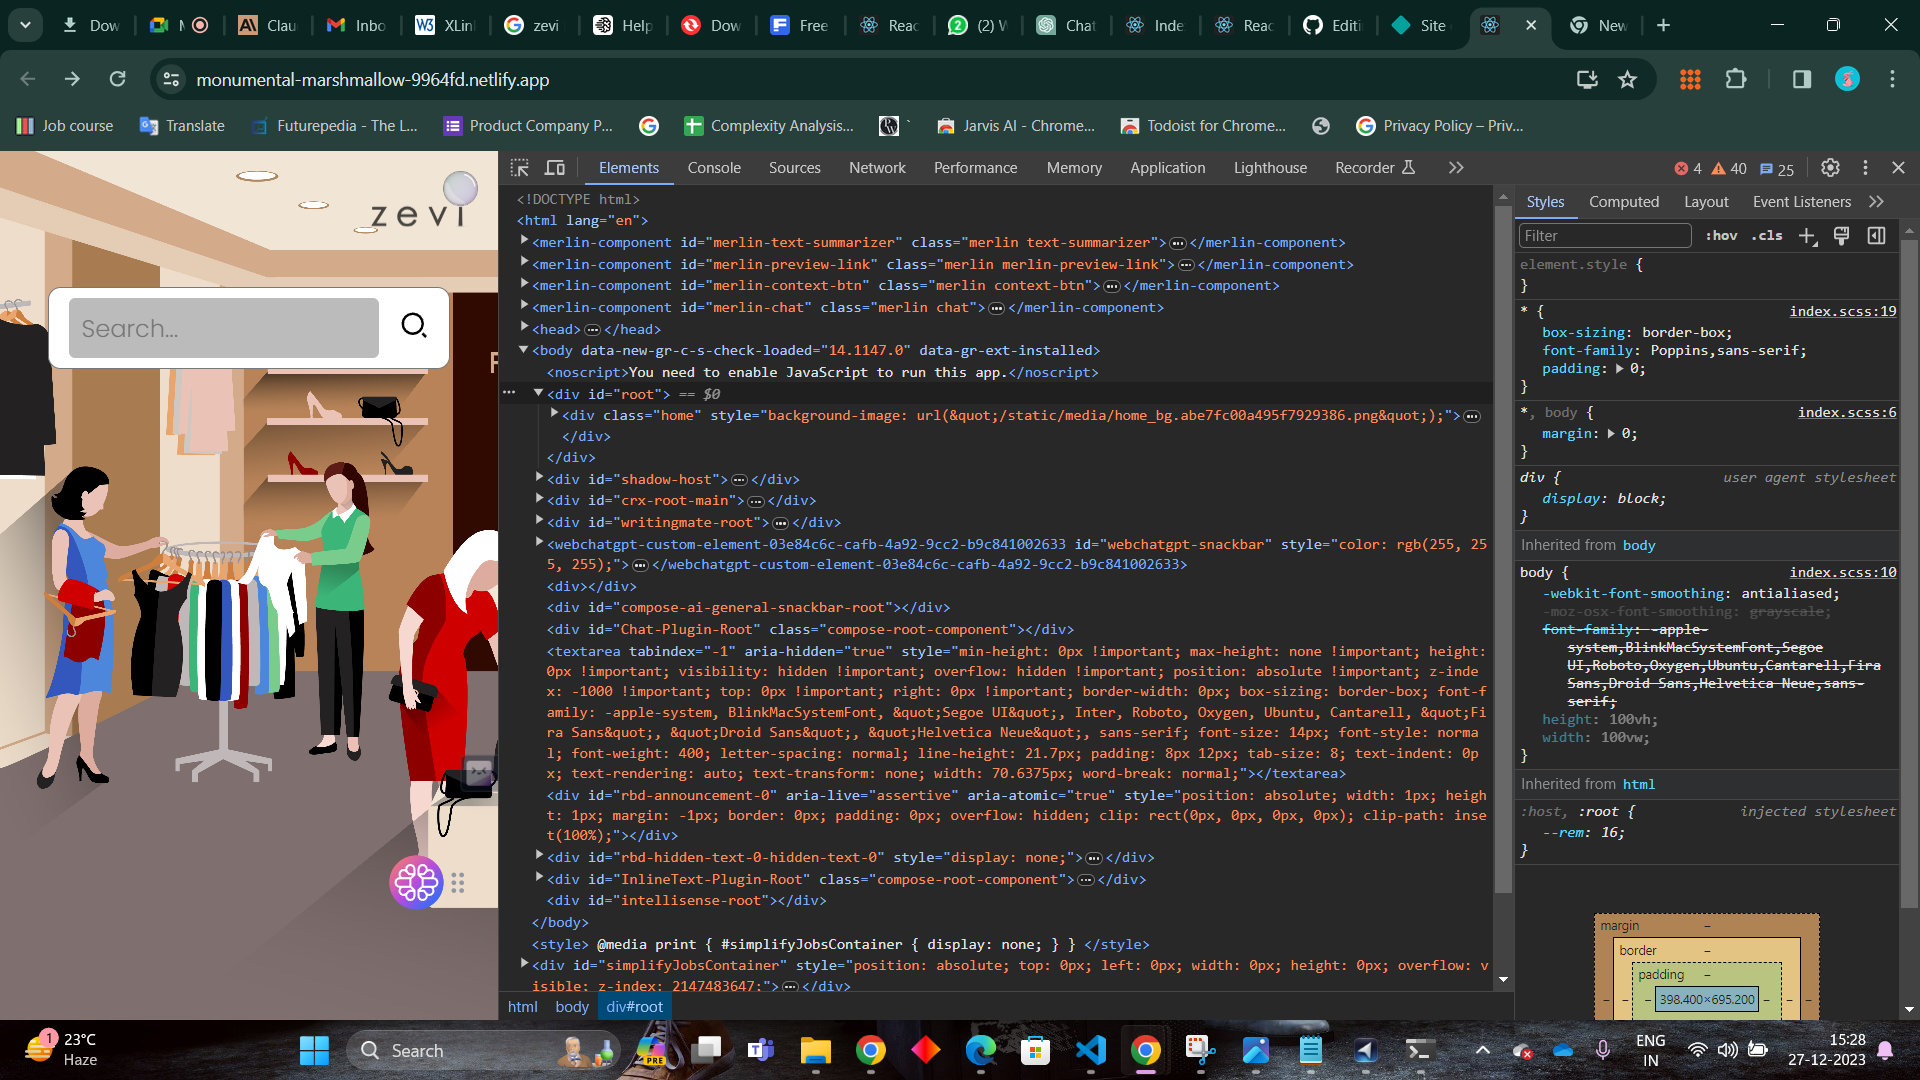 Dow
M
Clau
Inbo
XLin
zevi
Help
Dow
Free
Reac
(2) W
Chat
Inde
Reac
Editi
Site
New
monumental-marshmallow-9964fd.netlify.app
Job course
Translate
Futurepedia - The L...
Product Company P...
Complexity Analysis...
Jarvis AI - Chrome...
Todoist for Chrome...
Privacy Policy – Priv...
zevi
Search...
Elements Console Sources Network Performance Memory Application Lighthouse Recorder
4 40 25
<!DOCTYPE html>
<html lang="en">
<merlin-component id="merlin-text-summarizer" class="merlin text-summarizer">…</merlin-component>
<merlin-component id="merlin-preview-link" class="merlin merlin-preview-link">…</merlin-component>
<merlin-component id="merlin-context-btn" class="merlin context-btn">…</merlin-component>
<merlin-component id="merlin-chat" class="merlin chat">…</merlin-component>
<head>…</head>
<body data-new-gr-c-s-check-loaded="14.1147.0" data-gr-ext-installed>
<noscript>You need to enable JavaScript to run this app.</noscript>
<div id="root"> == $0
<div class="home" style="background-image: url(&quot;/static/media/home_bg.abe7fc00a495f7929386.png&quot;);">…
</div>
</div>
<div id="shadow-host">…</div>
<div id="crx-root-main">…</div>
<div id="writingmate-root">…</div>
<webchatgpt-custom-element-03e84c6c-cafb-4a92-9cc2-b9c841002633 id="webchatgpt-snackbar" style="color: rgb(255, 25
5, 255);">…</webchatgpt-custom-element-03e84c6c-cafb-4a92-9cc2-b9c841002633>
<div></div>
<div id="compose-ai-general-snackbar-root"></div>
<div id="Chat-Plugin-Root" class="compose-root-component"></div>
<textarea tabindex="-1" aria-hidden="true" style="min-height: 0px !important; max-height: none !important; height:
0px !important; visibility: hidden !important; overflow: hidden !important; position: absolute !important; z-inde
x: -1000 !important; top: 0px !important; right: 0px !important; border-width: 0px; box-sizing: border-box; font-f
amily: -apple-system, BlinkMacSystemFont, &quot;Segoe UI&quot;, Inter, Roboto, Oxygen, Ubuntu, Cantarell, &quot;Fi
ra Sans&quot;, &quot;Droid Sans&quot;, &quot;Helvetica Neue&quot;, sans-serif; font-size: 14px; font-style: norma
l; font-weight: 400; letter-spacing: normal; line-height: 21.7px; padding: 8px 12px; tab-size: 8; text-indent: 0p
x; text-rendering: auto; text-transform: none; width: 70.6375px; word-break: normal;"></textarea>
<div id="rbd-announcement-0" aria-live="assertive" aria-atomic="true" style="position: absolute; width: 1px; heigh
t: 1px; margin: -1px; border: 0px; padding: 0px; overflow: hidden; clip: rect(0px, 0px, 0px, 0px); clip-path: inse
t(100%);"></div>
<div id="rbd-hidden-text-0-hidden-text-0" style="display: none;">…</div>
<div id="InlineText-Plugin-Root" class="compose-root-component">…</div>
<div id="intellisense-root"></div>
</body>
<style> @media print { #simplifyJobsContainer { display: none; } } </style>
<div id="simplifyJobsContainer" style="position: absolute; top: 0px; left: 0px; width: 0px; height: 0px; overflow: v
isible; z-index: 2147483647;">…</div>
html body div#root
Styles Computed Layout Event Listeners
Filter :hov .cls
element.style {
}
* { index.scss:19
box-sizing: border-box;
font-family: Poppins,sans-serif;
padding: 0;
}
*, body { index.scss:6
margin: 0;
}
div { user agent stylesheet
display: block;
}
Inherited from body
body { index.scss:10
-webkit-font-smoothing: antialiased;
-moz-osx-font-smoothing: grayscale;
font-family: -apple-
system,BlinkMacSystemFont,Segoe
UI,Roboto,Oxygen,Ubuntu,Cantarell,Fira
Sans,Droid Sans,Helvetica Neue,sans-
serif;
height: 100vh;
width: 100vw;
}
Inherited from html
:host, :root { injected stylesheet
--rem: 16;
}
margin –
border –
padding –
– – – 398.400×695.200 – – –
1
23°C
Haze
Search
PRE
ENG
IN
15:28
27-12-2023